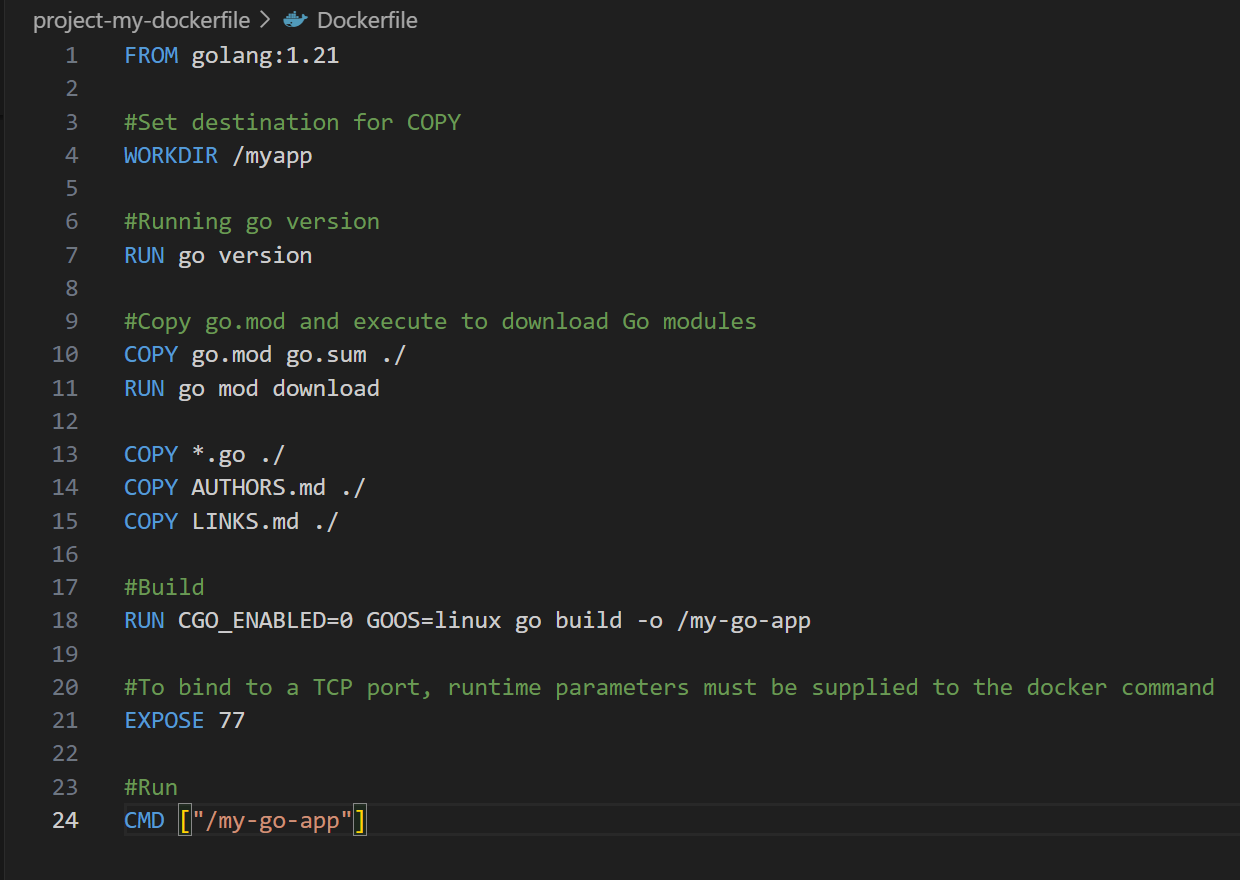 project-my-dockerfile > Dockerfile
1 FROM golang:1.21
2
3 #Set destination for COPY
4 WORKDIR /myapp
5
6 #Running go version
7 RUN go version
8
9 #Copy go.mod and execute to download Go modules
10 COPY go.mod go.sum ./
11 RUN go mod download
12
13 COPY *.go ./
14 COPY AUTHORS.md ./
15 COPY LINKS.md ./
16
17 #Build
18 RUN CGO_ENABLED=0 GOOS=linux go build -o /my-go-app
19
20 #To bind to a TCP port, runtime parameters must be supplied to the docker command
21 EXPOSE 77
22
23 #Run
24 CMD ["/my-go-app"]